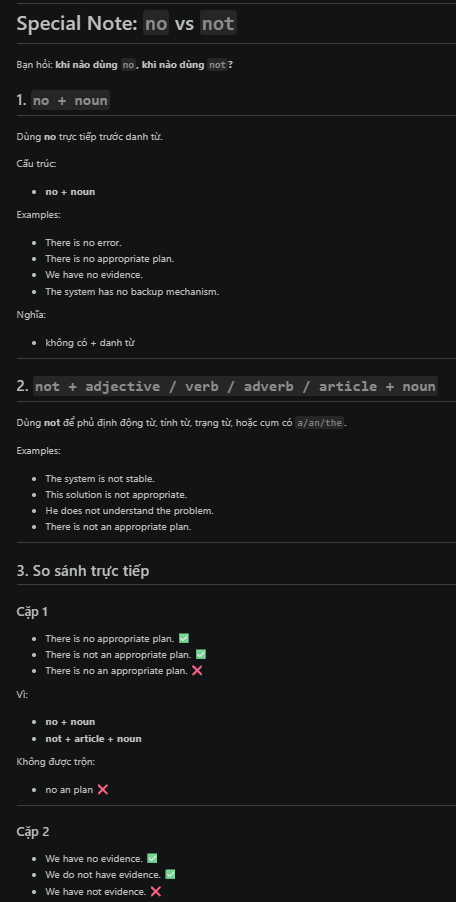 Special Note: no vs not
Bạn hỏi: khi nào dùng no, khi nào dùng not?
1. no + noun
Dùng no trực tiếp trước danh từ.
Cấu trúc:
• no + noun
Examples:
• There is no error.
• There is no appropriate plan.
• We have no evidence.
• The system has no backup mechanism.
Nghĩa:
• không có + danh từ
2. not + adjective / verb / adverb / article + noun
Dùng not để phủ định động từ, tính từ, trạng từ, hoặc cụm có a/an/the.
Examples:
• The system is not stable.
• This solution is not appropriate.
• He does not understand the problem.
• There is not an appropriate plan.
3. So sánh trực tiếp
Cặp 1
• There is no appropriate plan. ✅
• There is not an appropriate plan. ✅
• There is no an appropriate plan. ❌
Vì:
• no + noun
• not + article + noun
Không được trộn:
• no an plan ❌
Cặp 2
• We have no evidence. ✅
• We do not have evidence. ✅
• We have not evidence. ❌